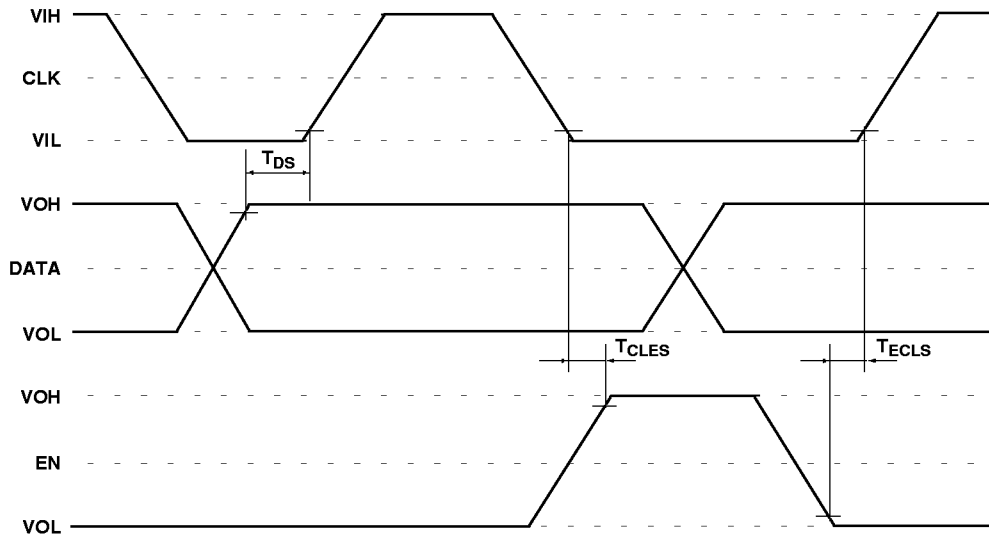 VIH
CLK
VIL
TDS
VOH
DATA
VOL
TCLES
TECLS
VOH
EN
VOL